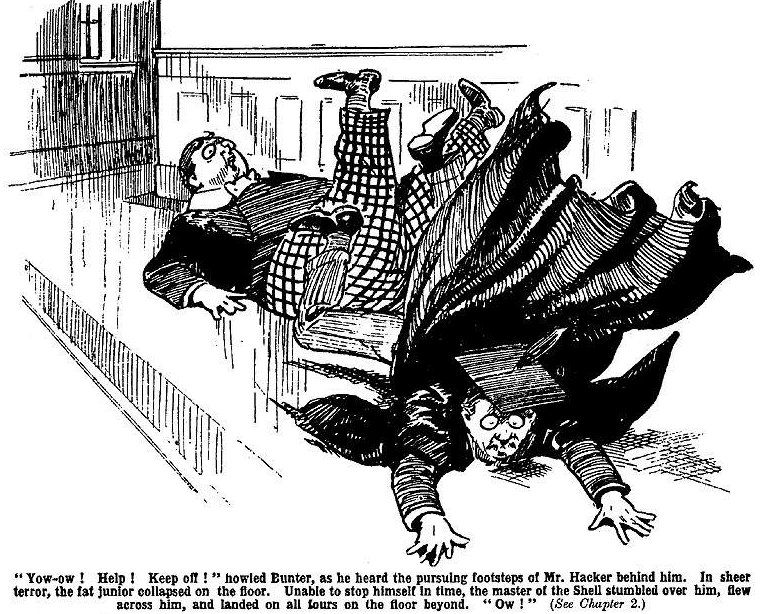 "Yow-ow ! Help ! Keep off ! " howled Bunter, as he heard the pursuing footsteps of Mr. Hacker behind him. In sheer
terror, the fat junior collapsed on the floor. Unable to stop himself in time, the master of the Shell stumbled over him, flew
across him, and landed on all fours on the floor beyond. "Ow ! " (See Chapter 2.)